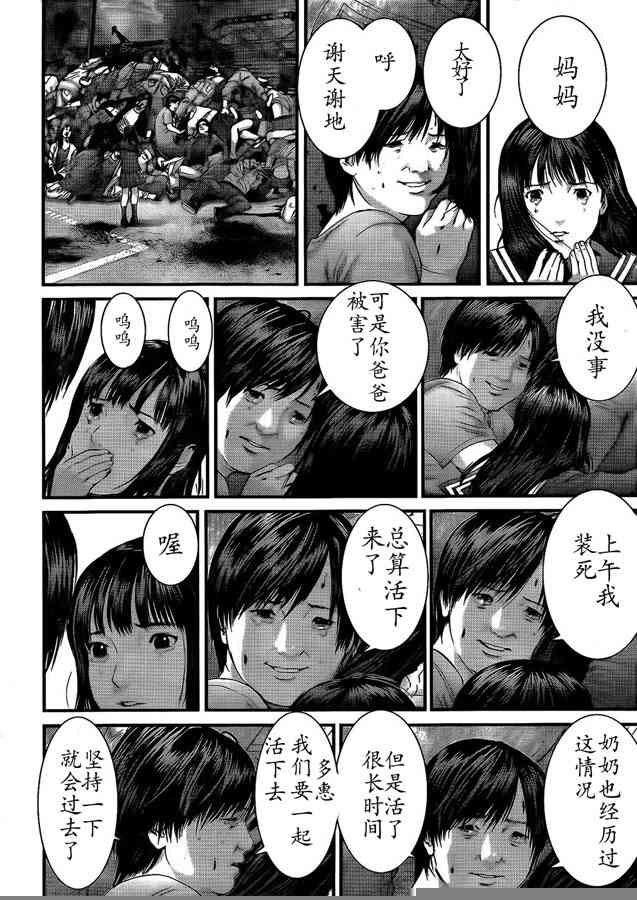 妈妈
太好了
呼
谢天谢地
我没事
可是你爸爸
被害了
呜呜
呜呜
上午我
装死
总算活下
来了
喔
奶奶也经历过
这情况
但是活了
很长时间
多惠
我们要一起
活下去
坚持一下
就会过去了